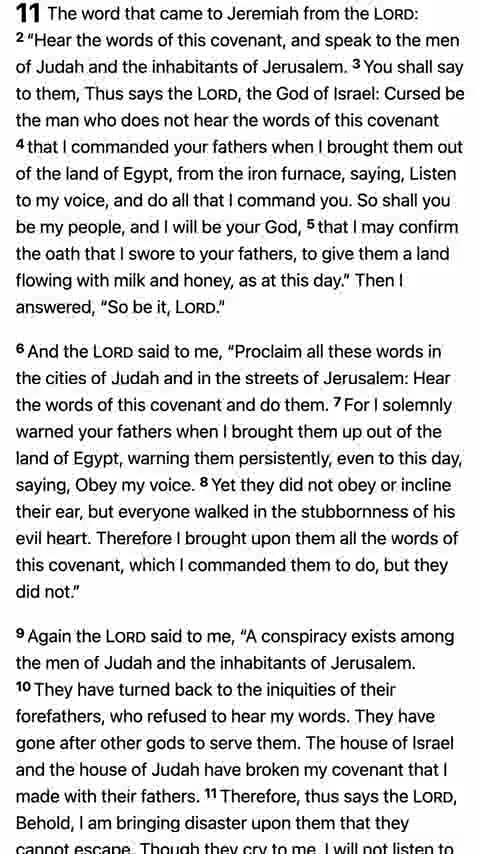 11 The word that came to Jeremiah from the LORD:
2 “Hear the words of this covenant, and speak to the men
of Judah and the inhabitants of Jerusalem. 3 You shall say
to them, Thus says the LORD, the God of Israel: Cursed be
the man who does not hear the words of this covenant
4 that I commanded your fathers when I brought them out
of the land of Egypt, from the iron furnace, saying, Listen
to my voice, and do all that I command you. So shall you
be my people, and I will be your God, 5 that I may confirm
the oath that I swore to your fathers, to give them a land
flowing with milk and honey, as at this day.” Then I
answered, “So be it, LORD.”
6 And the LORD said to me, “Proclaim all these words in
the cities of Judah and in the streets of Jerusalem: Hear
the words of this covenant and do them. 7 For I solemnly
warned your fathers when I brought them up out of the
land of Egypt, warning them persistently, even to this day,
saying, Obey my voice. 8 Yet they did not obey or incline
their ear, but everyone walked in the stubbornness of his
evil heart. Therefore I brought upon them all the words of
this covenant, which I commanded them to do, but they
did not.”
9 Again the LORD said to me, “A conspiracy exists among
the men of Judah and the inhabitants of Jerusalem.
10 They have turned back to the iniquities of their
forefathers, who refused to hear my words. They have
gone after other gods to serve them. The house of Israel
and the house of Judah have broken my covenant that I
made with their fathers. 11 Therefore, thus says the LORD,
Behold, I am bringing disaster upon them that they
cannot escape. Though they cry to me, I will not listen to